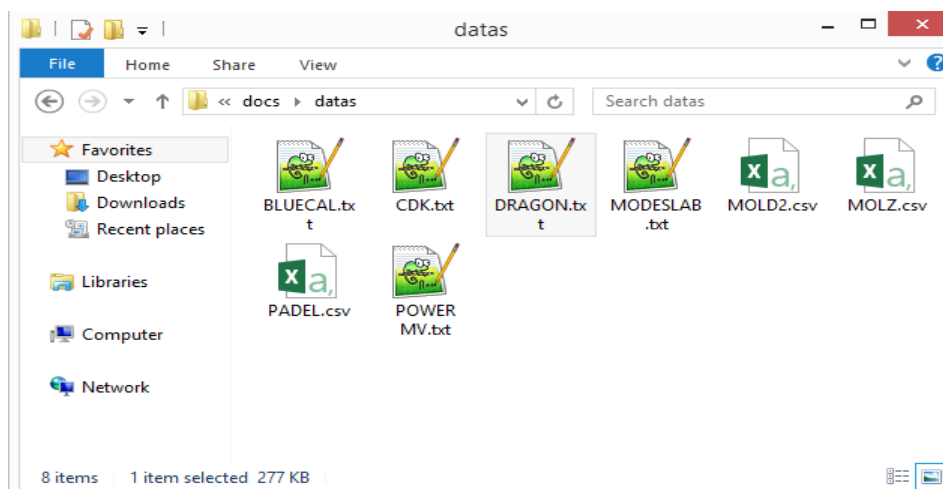 datas
File Home Share View
« docs ▸ datas
Search datas
Favorites
Desktop
Downloads
Recent places
Libraries
Computer
Network
BLUECAL.tx
t
CDK.txt
DRAGON.tx
t
MODESLAB
.txt
MOLD2.csv
MOLZ.csv
PADEL.csv
POWER
MV.txt
8 items 1 item selected 277 KB